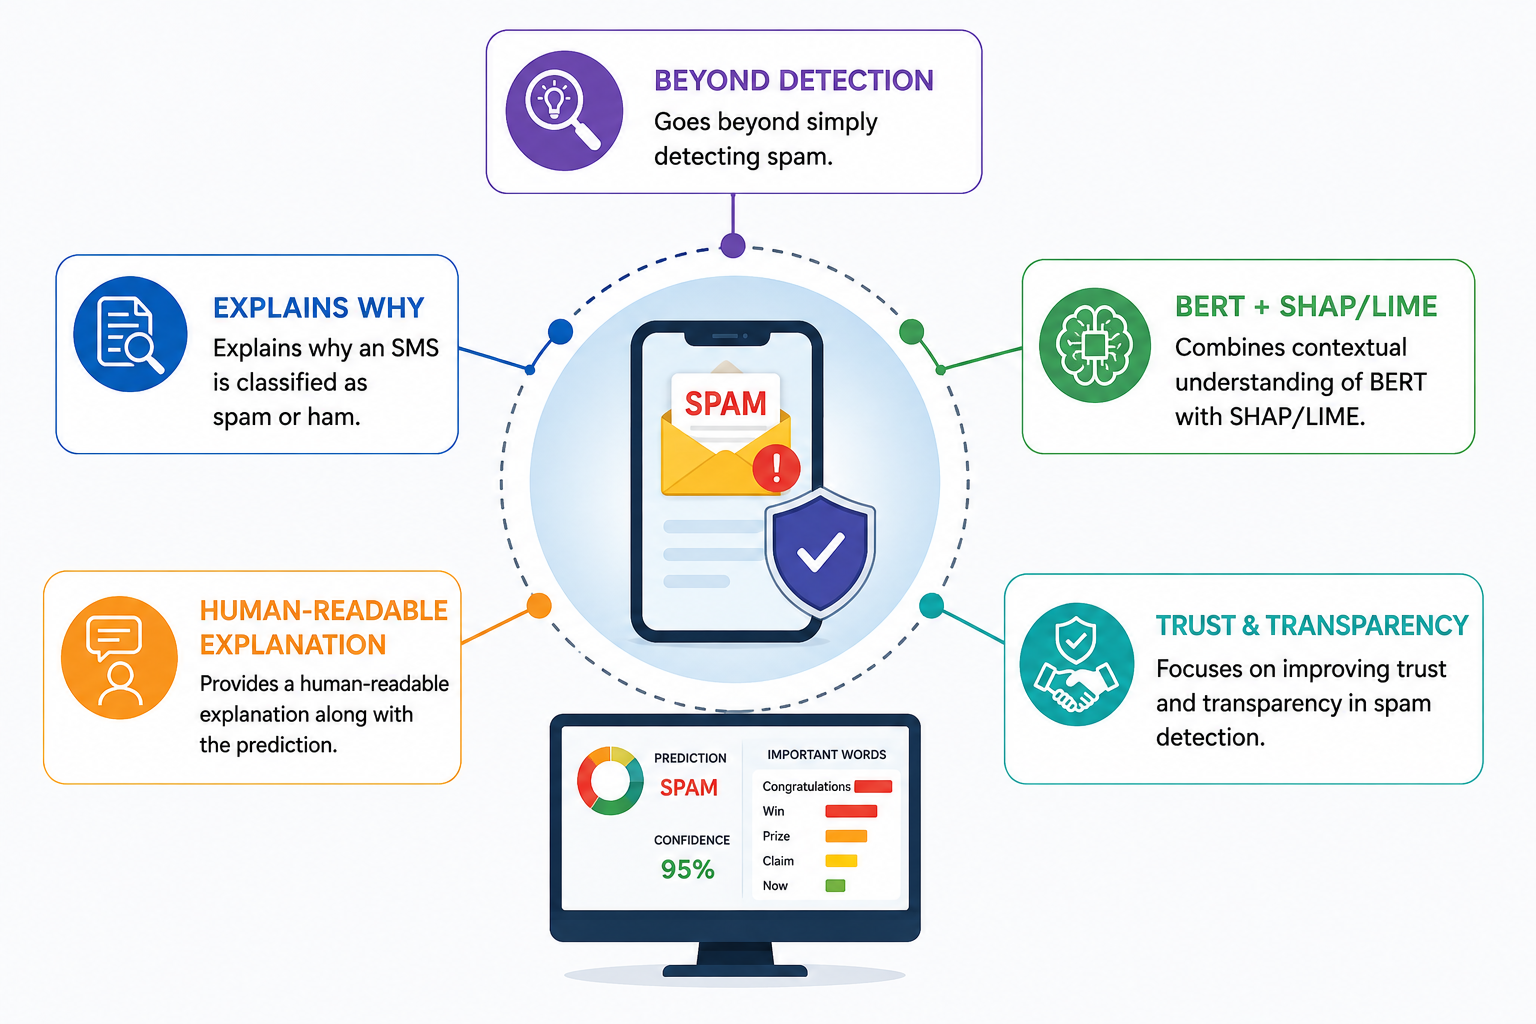 BEYOND DETECTION
Goes beyond simply
detecting spam.
EXPLAINS WHY
Explains why an SMS
is classified as
spam or ham.
BERT + SHAP/LIME
Combines contextual
understanding of BERT
with SHAP/LIME.
SPAM
!
HUMAN-READABLE
EXPLANATION
Provides a human-readable
explanation along with
the prediction.
TRUST & TRANSPARENCY
Focuses on improving trust
and transparency in spam
detection.
PREDICTION
SPAM
CONFIDENCE
95%
IMPORTANT WORDS
Congratulations
Win
Prize
Claim
Now